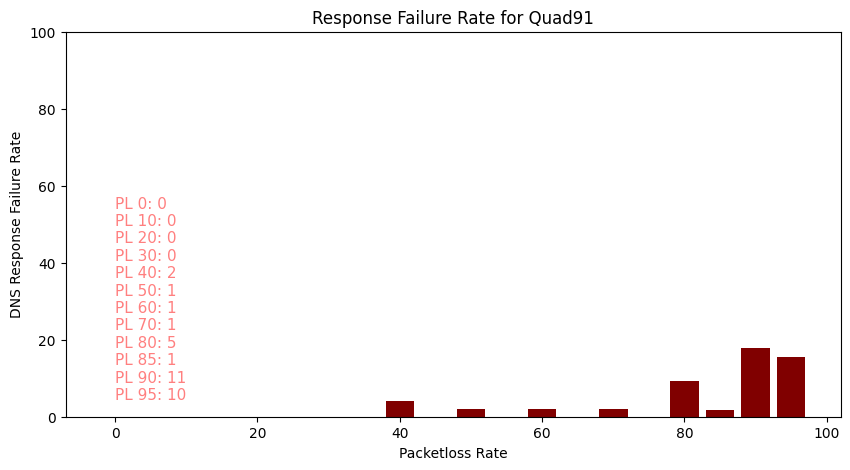 Response Failure Rate for Quad91
100
80
60
40
20
0
DNS Response Failure Rate
PL 0: 0
PL 10: 0
PL 20: 0
PL 30: 0
PL 40: 2
PL 50: 1
PL 60: 1
PL 70: 1
PL 80: 5
PL 85: 1
PL 90: 11
PL 95: 10
0 20 40 60 80 100
Packetloss Rate